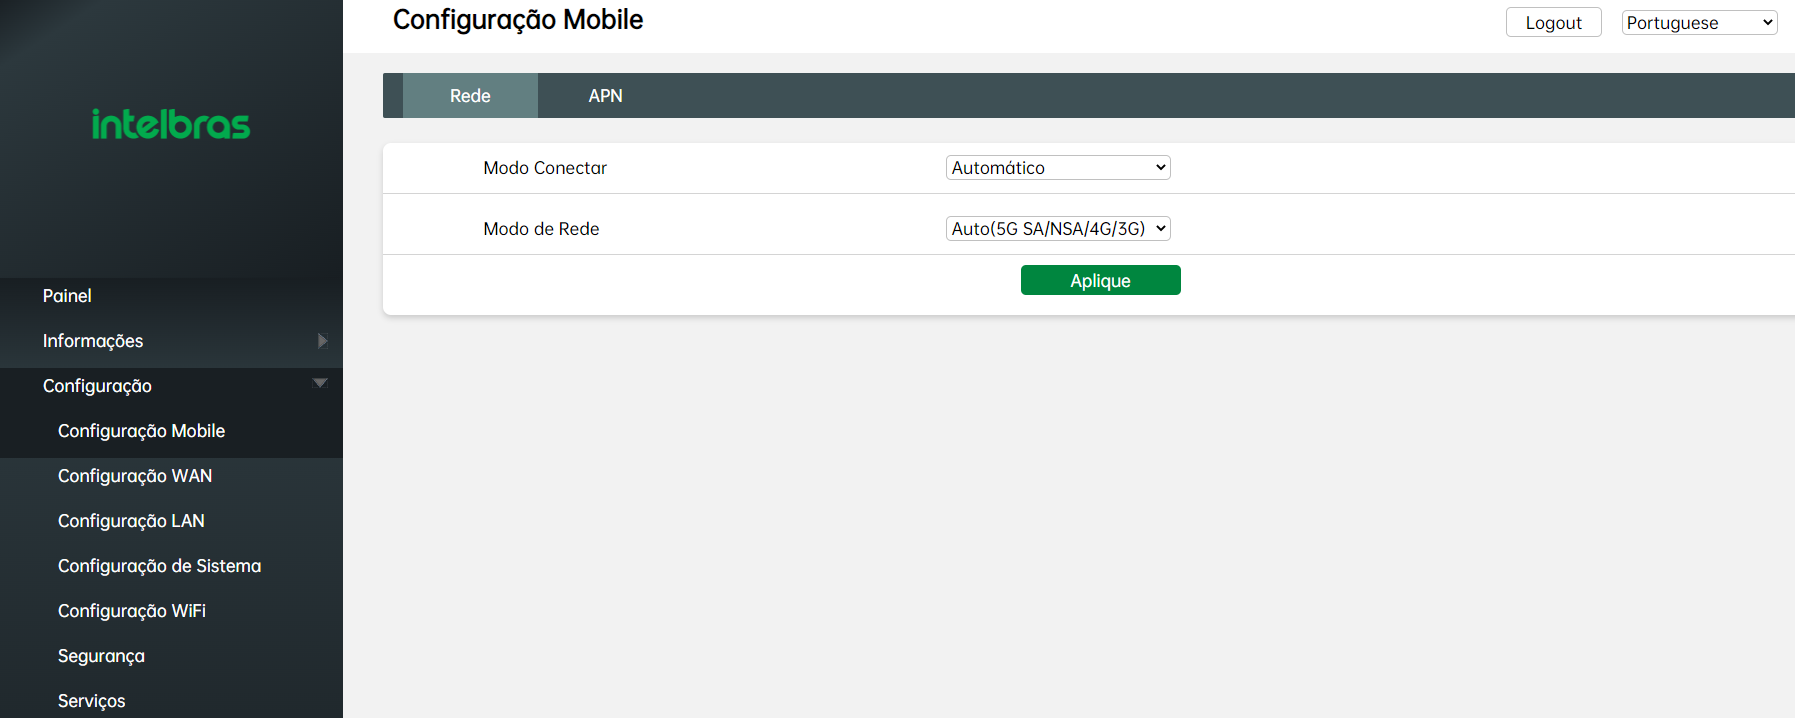 Configuração Mobile
Logout
Portuguese
intelbras
Rede
APN
Modo Conectar
Automático
Modo de Rede
Auto(5G SA/NSA/4G/3G)
Aplique
Painel
Informações
Configuração
Configuração Mobile
Configuração WAN
Configuração LAN
Configuração de Sistema
Configuração WiFi
Segurança
Serviços